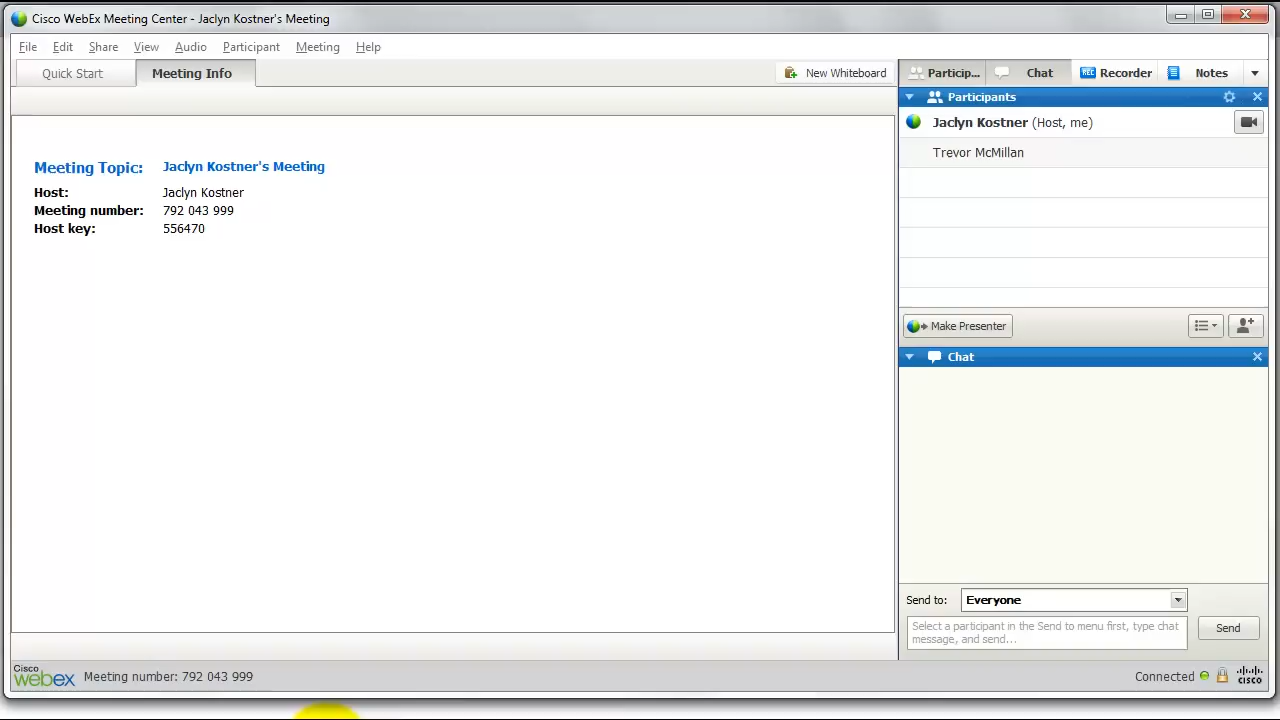 Cisco WebEx Meeting Center - Jaclyn Kostner's Meeting
File Edit Share View Audio Participant Meeting Help
Quick Start Meeting Info New Whiteboard Particip... Chat REC Recorder Notes
Participants
Jaclyn Kostner (Host, me)
Trevor McMillan
Meeting Topic: Jaclyn Kostner's Meeting
Host: Jaclyn Kostner
Meeting number: 792 043 999
Host key: 556470
Make Presenter
Chat
Send to: Everyone
Select a participant in the Send to menu first, type chat
message, and send...
Send
Cisco
webex Meeting number: 792 043 999
Connected
CISCO